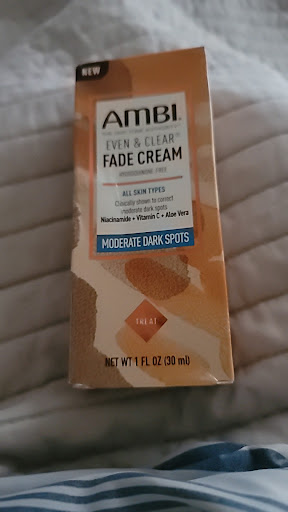 NEW
AMBI
EVEN & CLEAR™
FADE CREAM
HYDROQUINONE-FREE
ALL SKIN TYPES
Clinically shown to correct
moderate dark spots
Niacinamide + Vitamin C + Aloe Vera
MODERATE DARK SPOTS
TREAT
NET WT 1 FL OZ (30 ml)